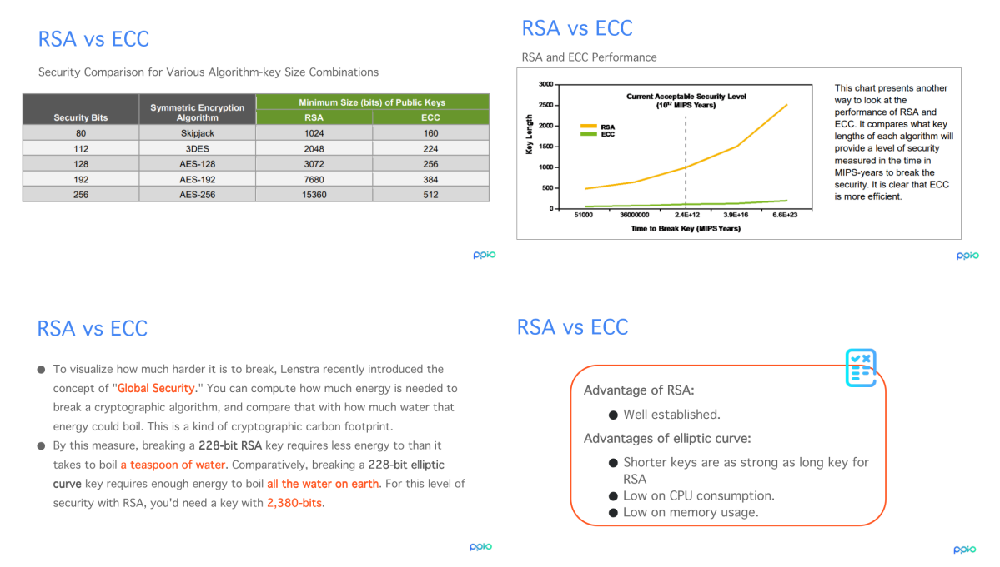 RSA vs ECC
Security Comparison for Various Algorithm-key Size Combinations
Security Bits
Symmetric Encryption
Algorithm
Minimum Size (bits) of Public Keys
RSA
ECC
80 Skipjack 1024 160
112 3DES 2048 224
128 AES-128 3072 256
192 AES-192 7680 384
256 AES-256 15360 512
ppio
RSA vs ECC
RSA and ECC Performance
Current Acceptable Security Level
(10¹² MIPS Years)
Key Length
3000
2500
2000
1500
1000
500
0
RSA
ECC
51000 36000000 2.4E+12 3.9E+16 6.6E+23
Time to Break Key (MIPS Years)
This chart presents another
way to look at the
performance of RSA and
ECC. It compares what key
lengths of each algorithm will
provide a level of security
measured in the time in
MIPS-years to break the
security. It is clear that ECC
is more efficient.
ppio
RSA vs ECC
● To visualize how much harder it is to break, Lenstra recently introduced the
concept of "Global Security." You can compute how much energy is needed to
break a cryptographic algorithm, and compare that with how much water that
energy could boil. This is a kind of cryptographic carbon footprint.
● By this measure, breaking a 228-bit RSA key requires less energy to than it
takes to boil a teaspoon of water. Comparatively, breaking a 228-bit elliptic
curve key requires enough energy to boil all the water on earth. For this level of
security with RSA, you'd need a key with 2,380-bits.
ppio
RSA vs ECC
Advantage of RSA:
● Well established.
Advantages of elliptic curve:
● Shorter keys are as strong as long key for
RSA
● Low on CPU consumption.
● Low on memory usage.
ppio